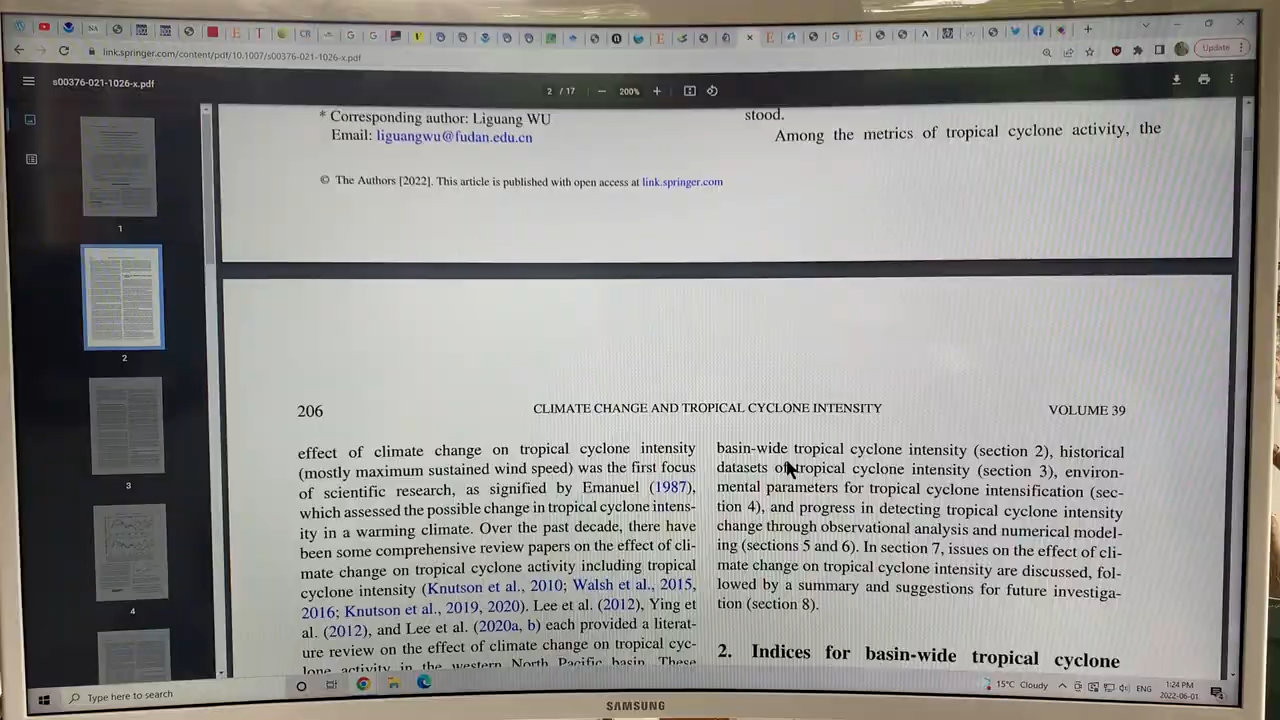 link.springer.com/content/pdf/10.1007/s00376-021-1026-x.pdf
Update
s00376-021-1026-x.pdf
2 / 17
200%
* Corresponding author: Liguang WU
Email: liguangwu@fudan.edu.cn
© The Authors [2022]. This article is published with open access at link.springer.com
stood.
Among the metrics of tropical cyclone activity, the
1
2
3
4
206
CLIMATE CHANGE AND TROPICAL CYCLONE INTENSITY
VOLUME 39
effect of climate change on tropical cyclone intensity
(mostly maximum sustained wind speed) was the first focus
of scientific research, as signified by Emanuel (1987),
which assessed the possible change in tropical cyclone intens-
ity in a warming climate. Over the past decade, there have
been some comprehensive review papers on the effect of cli-
mate change on tropical cyclone activity including tropical
cyclone intensity (Knutson et al., 2010; Walsh et al., 2015,
2016; Knutson et al., 2019, 2020). Lee et al. (2012), Ying et
al. (2012), and Lee et al. (2020a, b) each provided a literat-
ure review on the effect of climate change on tropical cyc-
lone activity in the western North Pacific basin. These
basin-wide tropical cyclone intensity (section 2), historical
datasets of tropical cyclone intensity (section 3), environ-
mental parameters for tropical cyclone intensification (sec-
tion 4), and progress in detecting tropical cyclone intensity
change through observational analysis and numerical model-
ing (sections 5 and 6). In section 7, issues on the effect of cli-
mate change on tropical cyclone intensity are discussed, fol-
lowed by a summary and suggestions for future investiga-
tion (section 8).
2. Indices for basin-wide tropical cyclone
Type here to search
15°C Cloudy
ENG
1:24 PM
2022-06-01
SAMSUNG